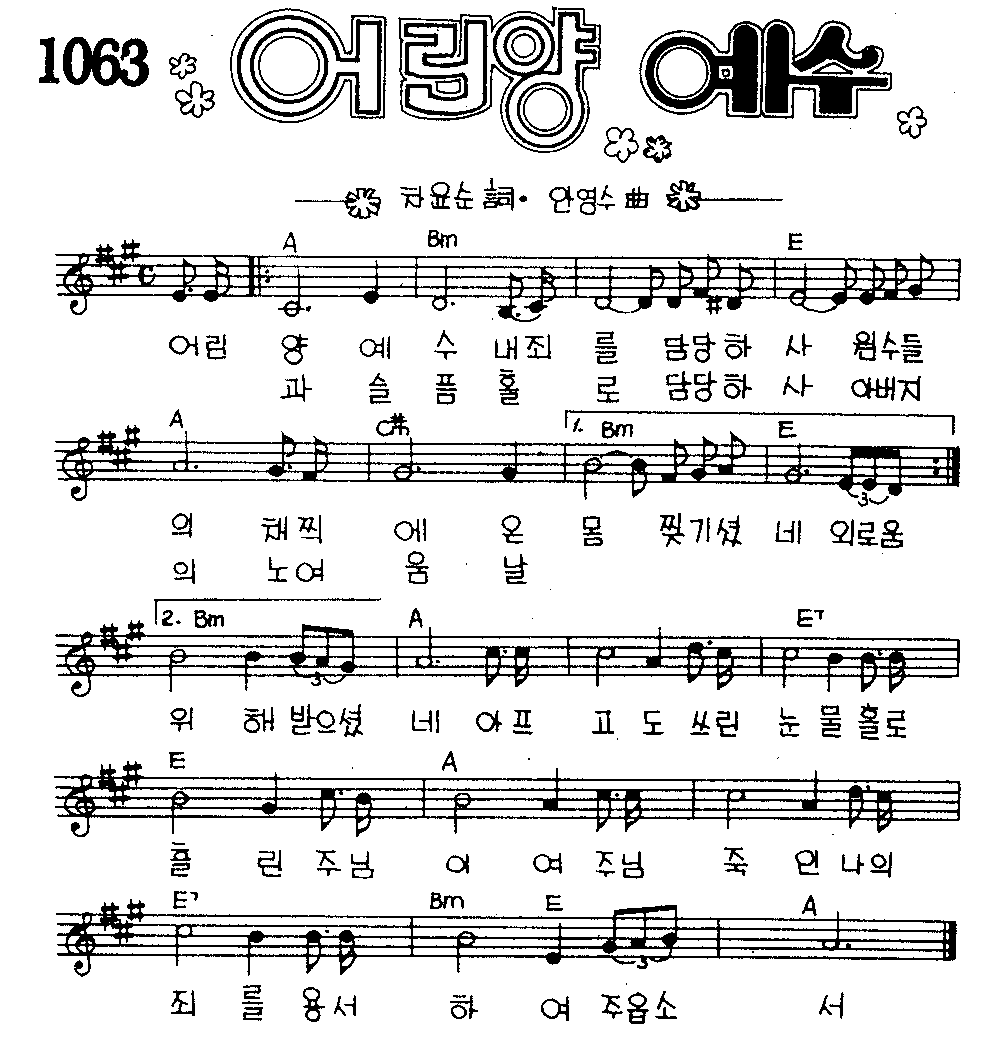 1063 어린양 예수
차윤순 詞· 안영수 曲
A Bm E
어린 양 예 수 내죄 를 담당하 사 원수들
과 슬 픔 홀 로 담당하 사 아버지
A C#m 1. Bm E
의 채찍 에 온 몸 찢기셨 네 외로움
의 노여 움 날
2. Bm A E7
위 해 받으셨 네 아프 고 도 쓰린 눈 물 홀로
E A
흘 린 주님 이 여 주님 죽 인 나의
E7 Bm E A
죄 를 용서 하 여 주옵소 서